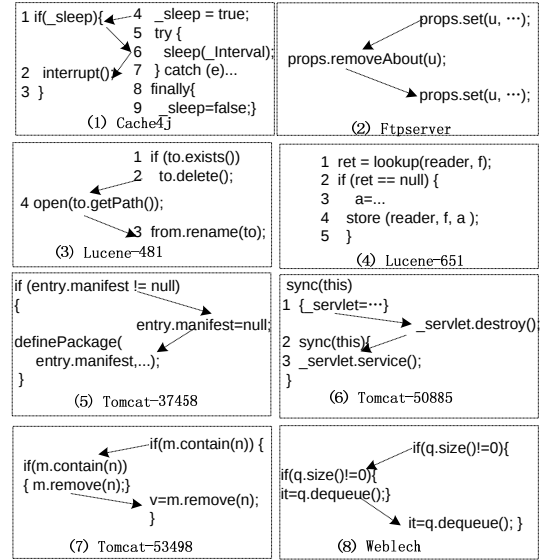 1 if(_sleep){
4 _sleep = true;
5 try {
6 sleep(_Interval);
2 interrupt();
7 } catch (e)...
3 }
8 finally{
9 _sleep=false;}
(1) Cache4j
props.set(u, ···);
props.removeAbout(u);
props.set(u, ···);
(2) Ftpserver
1 if (to.exists())
2 to.delete();
4 open(to.getPath());
3 from.rename(to);
(3) Lucene-481
1 ret = lookup(reader, f);
2 if (ret == null) {
3 a=...
4 store (reader, f, a );
5 }
(4) Lucene-651
if (entry.manifest != null)
{
entry.manifest=null;
definePackage(
entry.manifest,...);
}
(5) Tomcat-37458
sync(this)
1 {_servlet=···}
_servlet.destroy();
2 sync(this){
3 _servlet.service();
}
(6) Tomcat-50885
if(m.contain(n)) {
if(m.contain(n))
{ m.remove(n);}
v=m.remove(n);
}
(7) Tomcat-53498
if(q.size()!=0){
if(q.size()!=0){
it=q.dequeue();}
it=q.dequeue(); }
(8) Weblech